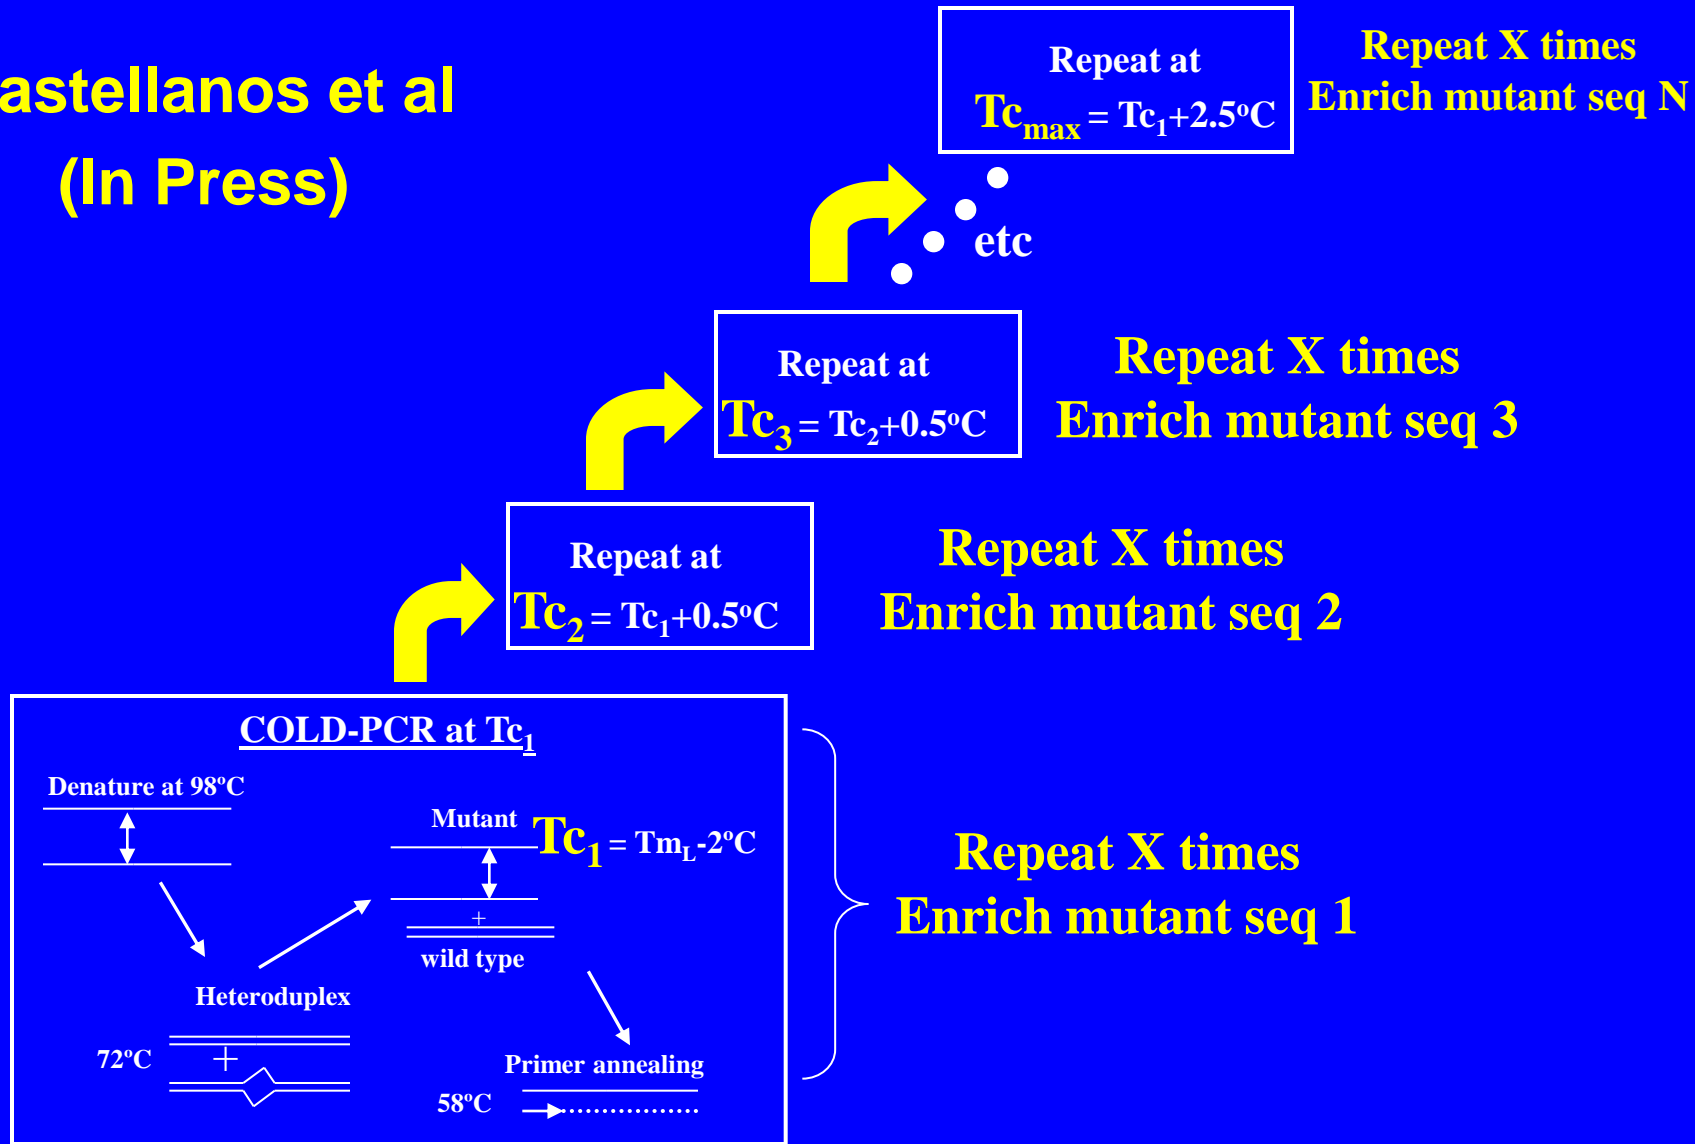 astellanos et al
(In Press)
Repeat at
Tcmax = Tc1+2.5ºC
Repeat X times
Enrich mutant seq N
etc
Repeat at
Tc3 = Tc2+0.5ºC
Repeat X times
Enrich mutant seq 3
Repeat at
Tc2 = Tc1+0.5ºC
Repeat X times
Enrich mutant seq 2
COLD-PCR at Tc1
Denature at 98ºC
Mutant
Tc1 = TmL-2ºC
+
wild type
Heteroduplex
72ºC
+
Primer annealing
58ºC
Repeat X times
Enrich mutant seq 1